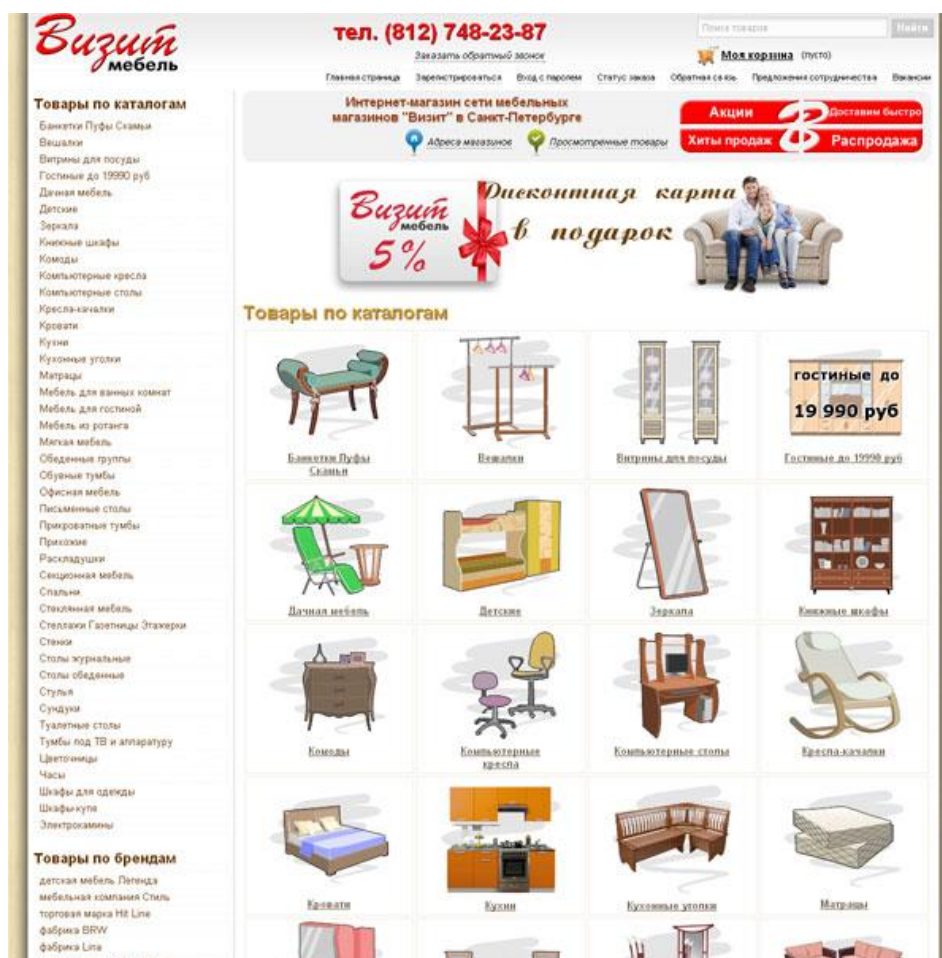 Визит
мебель
тел. (812) 748-23-87
Заказать обратный звонок
Поиск товаров
Найти
Моя корзина (пусто)
Главная страница Зарегистрироваться Вход с паролем Статус заказа Обратная связь Предложения сотрудничества Вакансии
Интернет-магазин сети мебельных
магазинов "Визит" в Санкт-Петербурге
Адреса магазинов Просмотренные товары
Акции Доставим быстро
Хиты продаж Распродажа
Визит
мебель
5%
Дисконтная карта
в подарок
Товары по каталогам
Банкетки Пуфы Скамьи
Вешалки
Витрины для посуды
Гостиные до 19990 руб
Дачная мебель
Детские
Зеркала
Книжные шкафы
Комоды
Компьютерные кресла
Компьютерные столы
Кресла-качалки
Кровати
Кухни
Кухонные уголки
Матрацы
Мебель для ванных комнат
Мебель для гостиной
Мебель из ротанга
Мягкая мебель
Обеденные группы
Обувные тумбы
Офисная мебель
Письменные столы
Прикроватные тумбы
Прихожие
Раскладушки
Секционная мебель
Спальни
Стеклянная мебель
Стеллажи Газетницы Этажерки
Стенки
Столы журнальные
Столы обеденные
Стулья
Сундуки
Туалетные столы
Тумбы под ТВ и аппаратуру
Цветочницы
Часы
Шкафы для одежды
Шкафы-купе
Электрокамины
Товары по брендам
детская мебель Легенда
мебельная компания Стиль
торговая марка Hit Line
фабрика BRW
фабрика Lina
Товары по каталогам
Банкетки Пуфы
Скамьи
Вешалки
Витрины для посуды
гостиные до
19 990 руб
Гостиные до 19990 руб
Дачная мебель
Детские
Зеркала
Книжные шкафы
Комоды
Компьютерные
кресла
Компьютерные столы
Кресла-качалки
Кровати
Кухни
Кухонные уголки
Матрацы